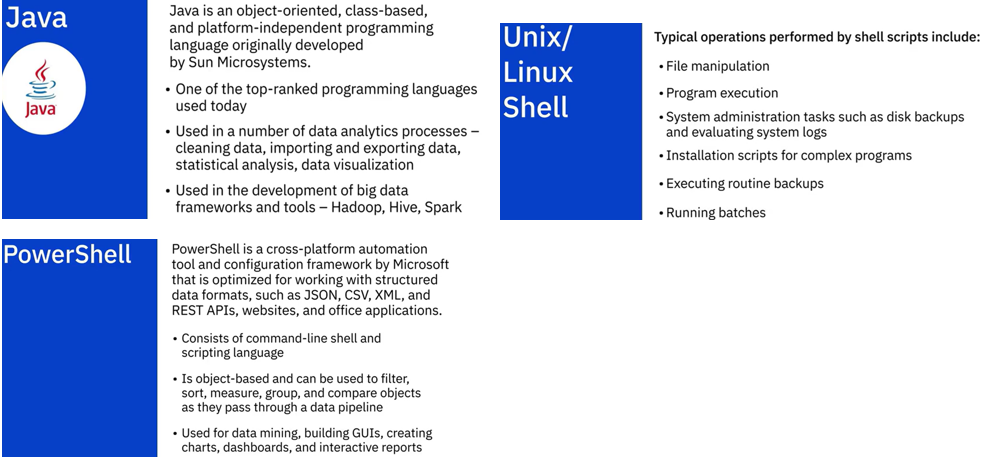 Java
Java
Java is an object-oriented, class-based,
and platform-independent programming
language originally developed
by Sun Microsystems.
• One of the top-ranked programming languages
used today
• Used in a number of data analytics processes –
cleaning data, importing and exporting data,
statistical analysis, data visualization
• Used in the development of big data
frameworks and tools – Hadoop, Hive, Spark
Unix/
Linux
Shell
Typical operations performed by shell scripts include:
• File manipulation
• Program execution
• System administration tasks such as disk backups
and evaluating system logs
• Installation scripts for complex programs
• Executing routine backups
• Running batches
PowerShell
PowerShell is a cross-platform automation
tool and configuration framework by Microsoft
that is optimized for working with structured
data formats, such as JSON, CSV, XML, and
REST APIs, websites, and office applications.
• Consists of command-line shell and
scripting language
• Is object-based and can be used to filter,
sort, measure, group, and compare objects
as they pass through a data pipeline
• Used for data mining, building GUIs, creating
charts, dashboards, and interactive reports